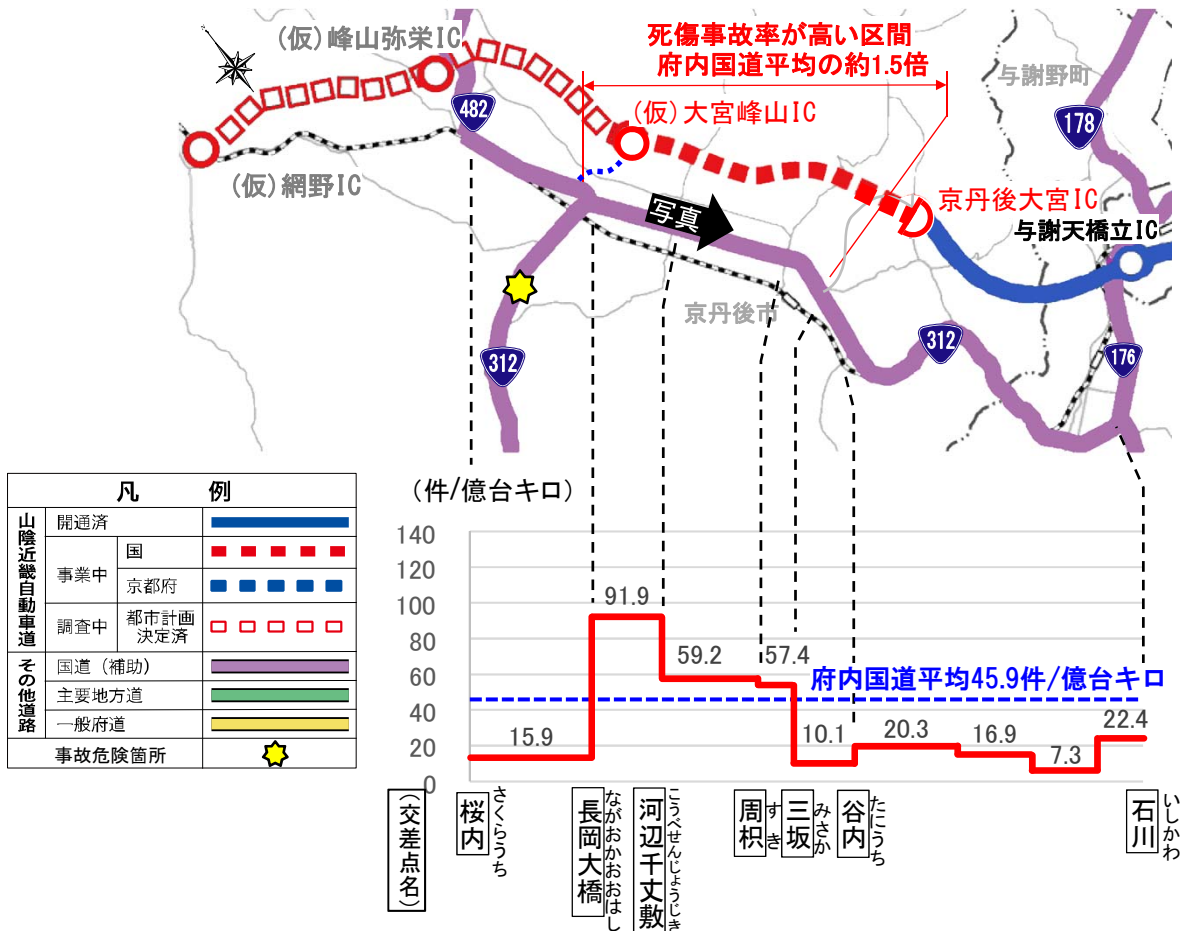 (仮)峰山弥栄IC
死傷事故率が高い区間
府内国道平均の約1.5倍
与謝野町
482
(仮)大宮峰山IC
178
(仮)網野IC
写真
京丹後大宮IC
与謝天橋立IC
京丹後市
312
312
176
凡 例
山陰近畿自動車道
開通済
事業中
国
京都府
調査中
都市計画
決定済
その他道路
国道(補助)
主要地方道
一般府道
事故危険箇所
(件/億台キロ)
140
120
100
80
60
40
20
0
91.9
59.2
57.4
府内国道平均45.9件/億台キロ
15.9
10.1
20.3
16.9
7.3
22.4
(交差点名)
桜内
さくらうち
長岡大橋
ながおかおおはし
河辺千丈敷
こうべせんじょうじき
周枳
すき
三坂
みさか
谷内
たにうち
石川
いしかわ